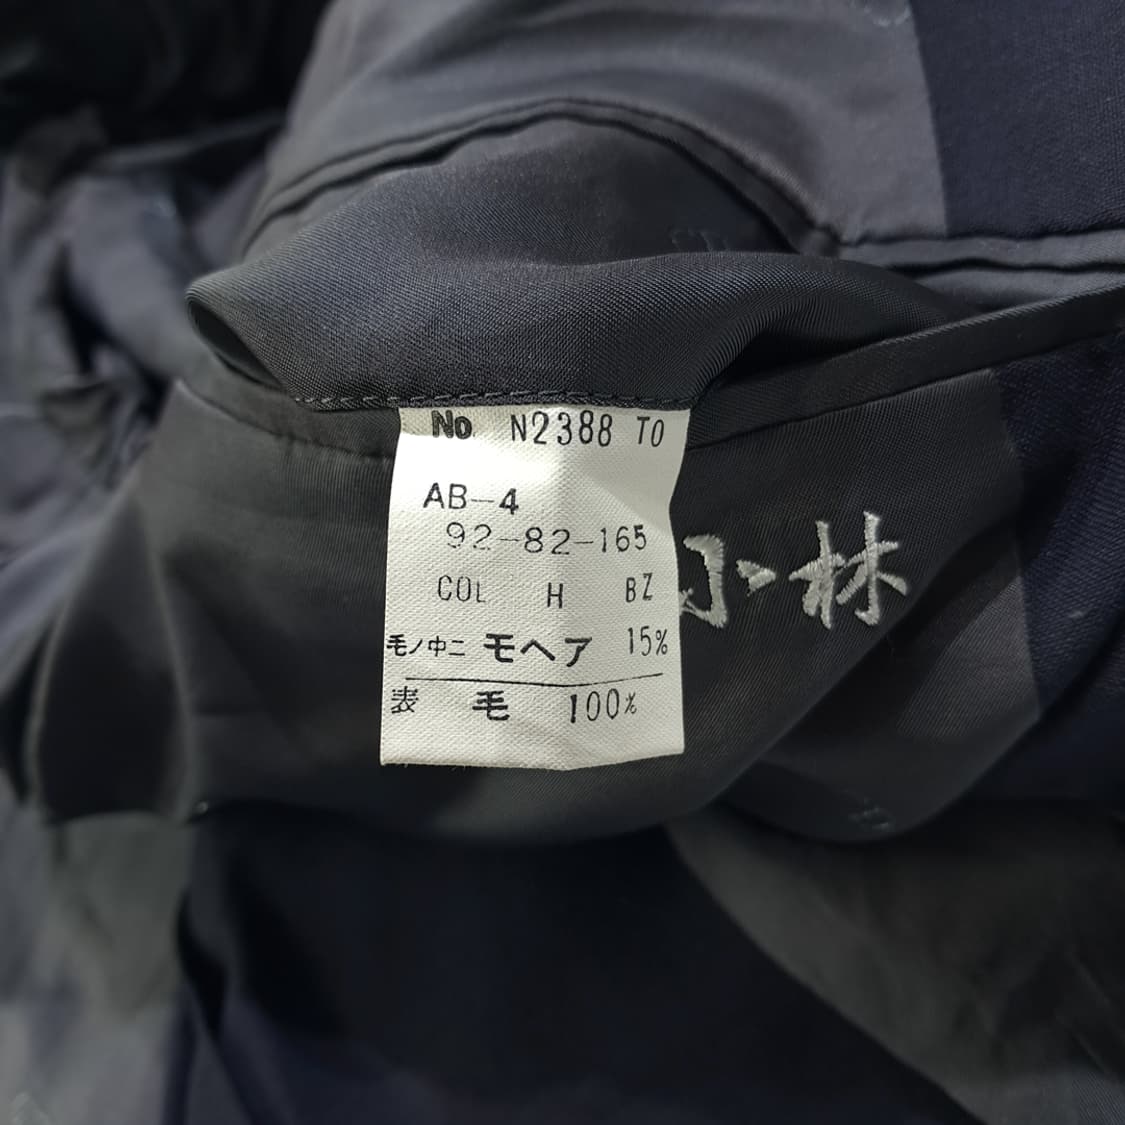 No N2388 TO
AB-4
92-82-165
COL H BZ
毛ノ中ニ モヘア 15%
表 毛 100%
小林